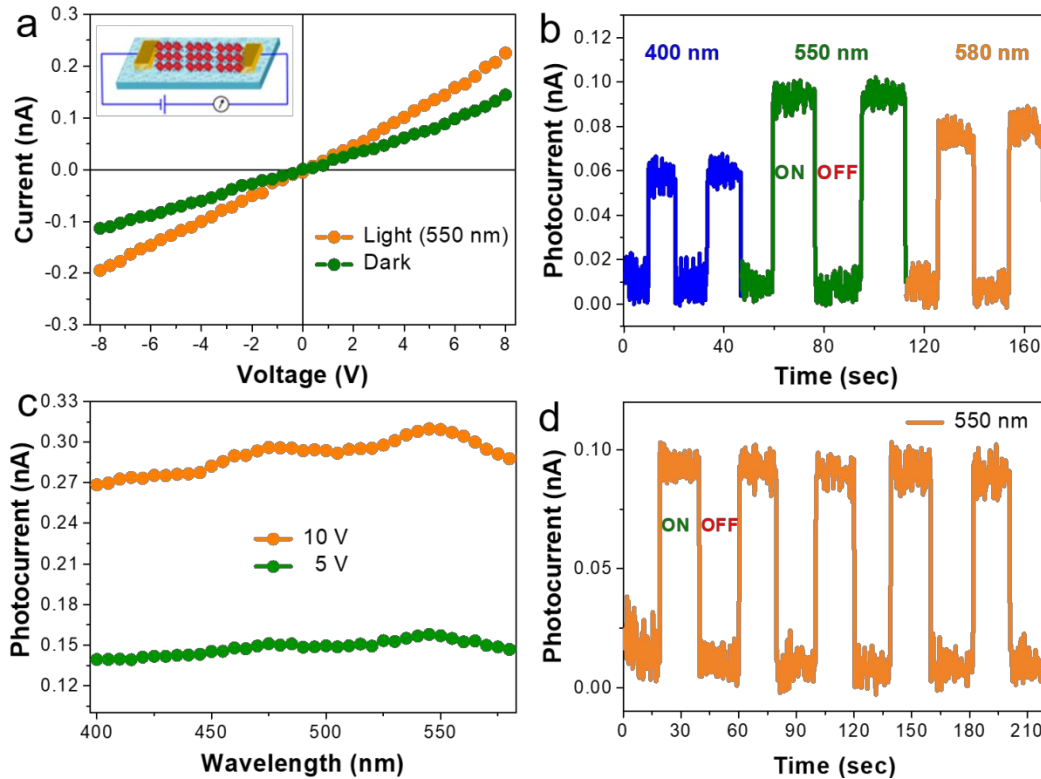 a
0.3
0.2
0.1
0.0
-0.1
-0.2
-0.3
Current (nA)
Light (550 nm)
Dark
-8 -6 -4 -2 0 2 4 6 8
Voltage (V)
b
0.12
0.10
0.08
0.06
0.04
0.02
0.00
Photocurrent (nA)
400 nm 550 nm 580 nm
ON OFF
0 40 80 120 160
Time (sec)
c
0.33
0.30
0.27
0.24
0.21
0.18
0.15
0.12
Photocurrent (nA)
10 V
5 V
400 450 500 550
Wavelength (nm)
d
0.10
0.05
0.00
Photocurrent (nA)
550 nm
ON OFF
0 30 60 90 120 150 180 210
Time (sec)